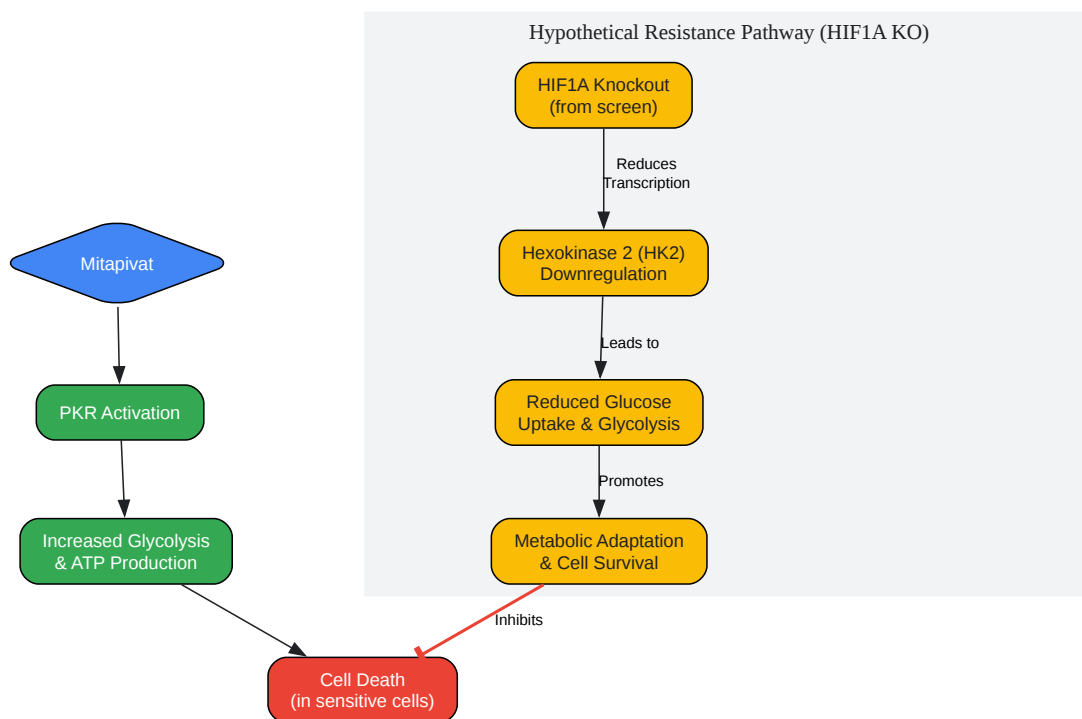 Hypothetical Resistance Pathway (HIF1A KO)
HIF1A Knockout
(from screen)
Reduces
Transcription
Mitapivat
Hexokinase 2 (HK2)
Downregulation
Leads to
PKR Activation
Reduced Glucose
Uptake & Glycolysis
Promotes
Increased Glycolysis
& ATP Production
Metabolic Adaptation
& Cell Survival
Inhibits
Cell Death
(in sensitive cells)